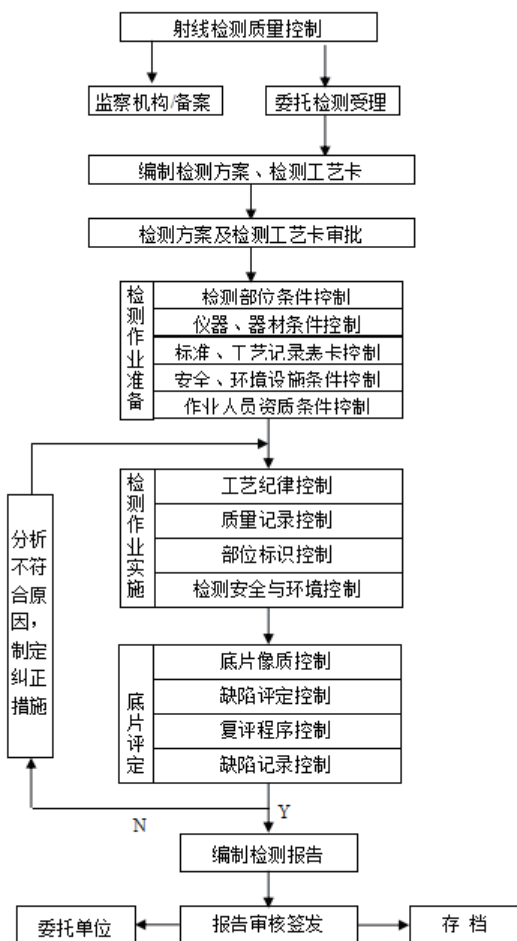 射线检测质量控制
监察机构/备案
委托检测受理
编制检测方案、检测工艺卡
检测方案及检测工艺卡审批
检测作业准备
检测部位条件控制
仪器、器材条件控制
标准、工艺记录表卡控制
安全、环境设施条件控制
作业人员资质条件控制
检测作业实施
工艺纪律控制
质量记录控制
部位标识控制
检测安全与环境控制
分析
不符
合原
因，
制定
纠正
措施
底片评定
底片像质控制
缺陷评定控制
复评程序控制
缺陷记录控制
N
Y
编制检测报告
委托单位
报告审核签发
存 档